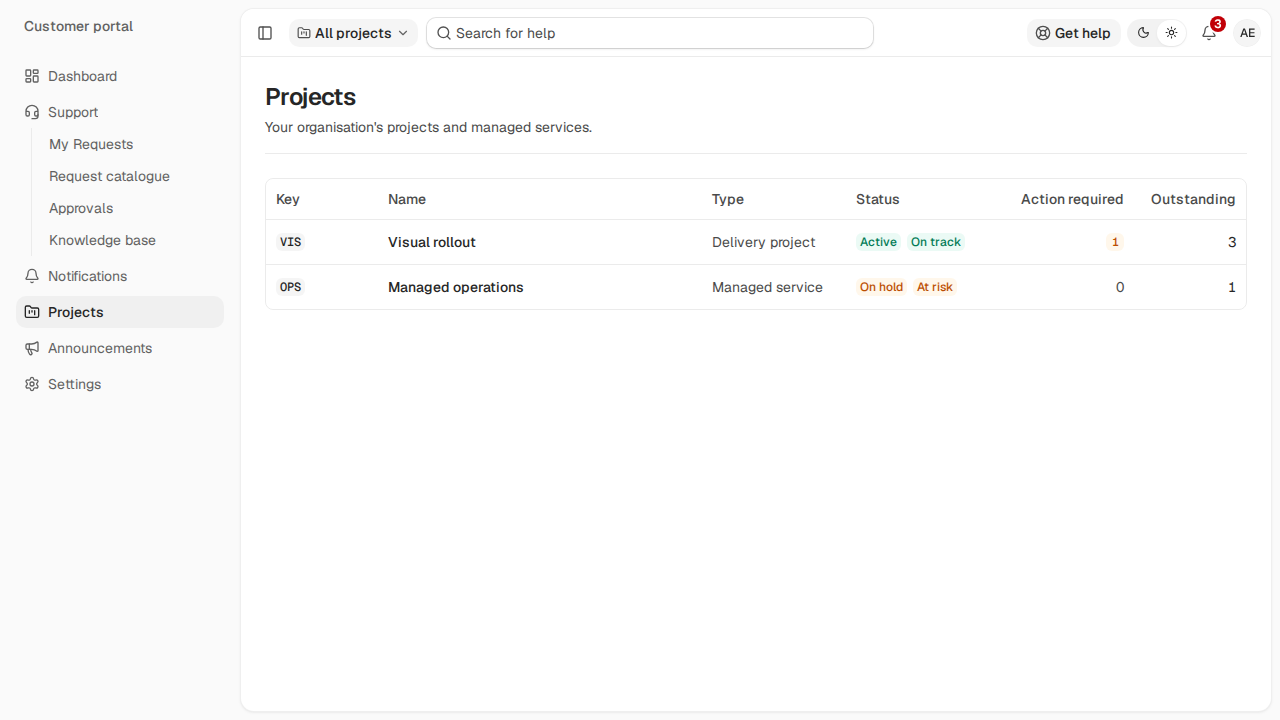 Customer portal
Dashboard
Support
My Requests
Request catalogue
Approvals
Knowledge base
Notifications
Projects
Announcements
Settings
All projects
Search for help
Get help
3
AE
Projects
Your organisation's projects and managed services.
Key Name Type Status Action required Outstanding
VIS Visual rollout Delivery project Active On track 1 3
OPS Managed operations Managed service On hold At risk 0 1